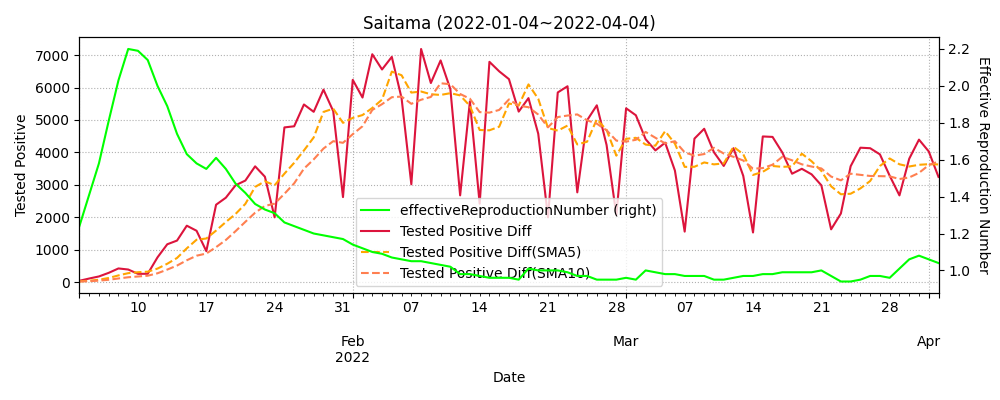 Saitama (2022-01-04~2022-04-04)
7000
6000
5000
4000
3000
2000
1000
0
Tested Positive
2.2
2.0
1.8
1.6
1.4
1.2
1.0
Effective Reproduction Number
effectiveReproductionNumber (right)
Tested Positive Diff
Tested Positive Diff(SMA5)
Tested Positive Diff(SMA10)
10 17 24 31 07 14 21 28 07 14 21 28
Feb Mar Apr
2022
Date